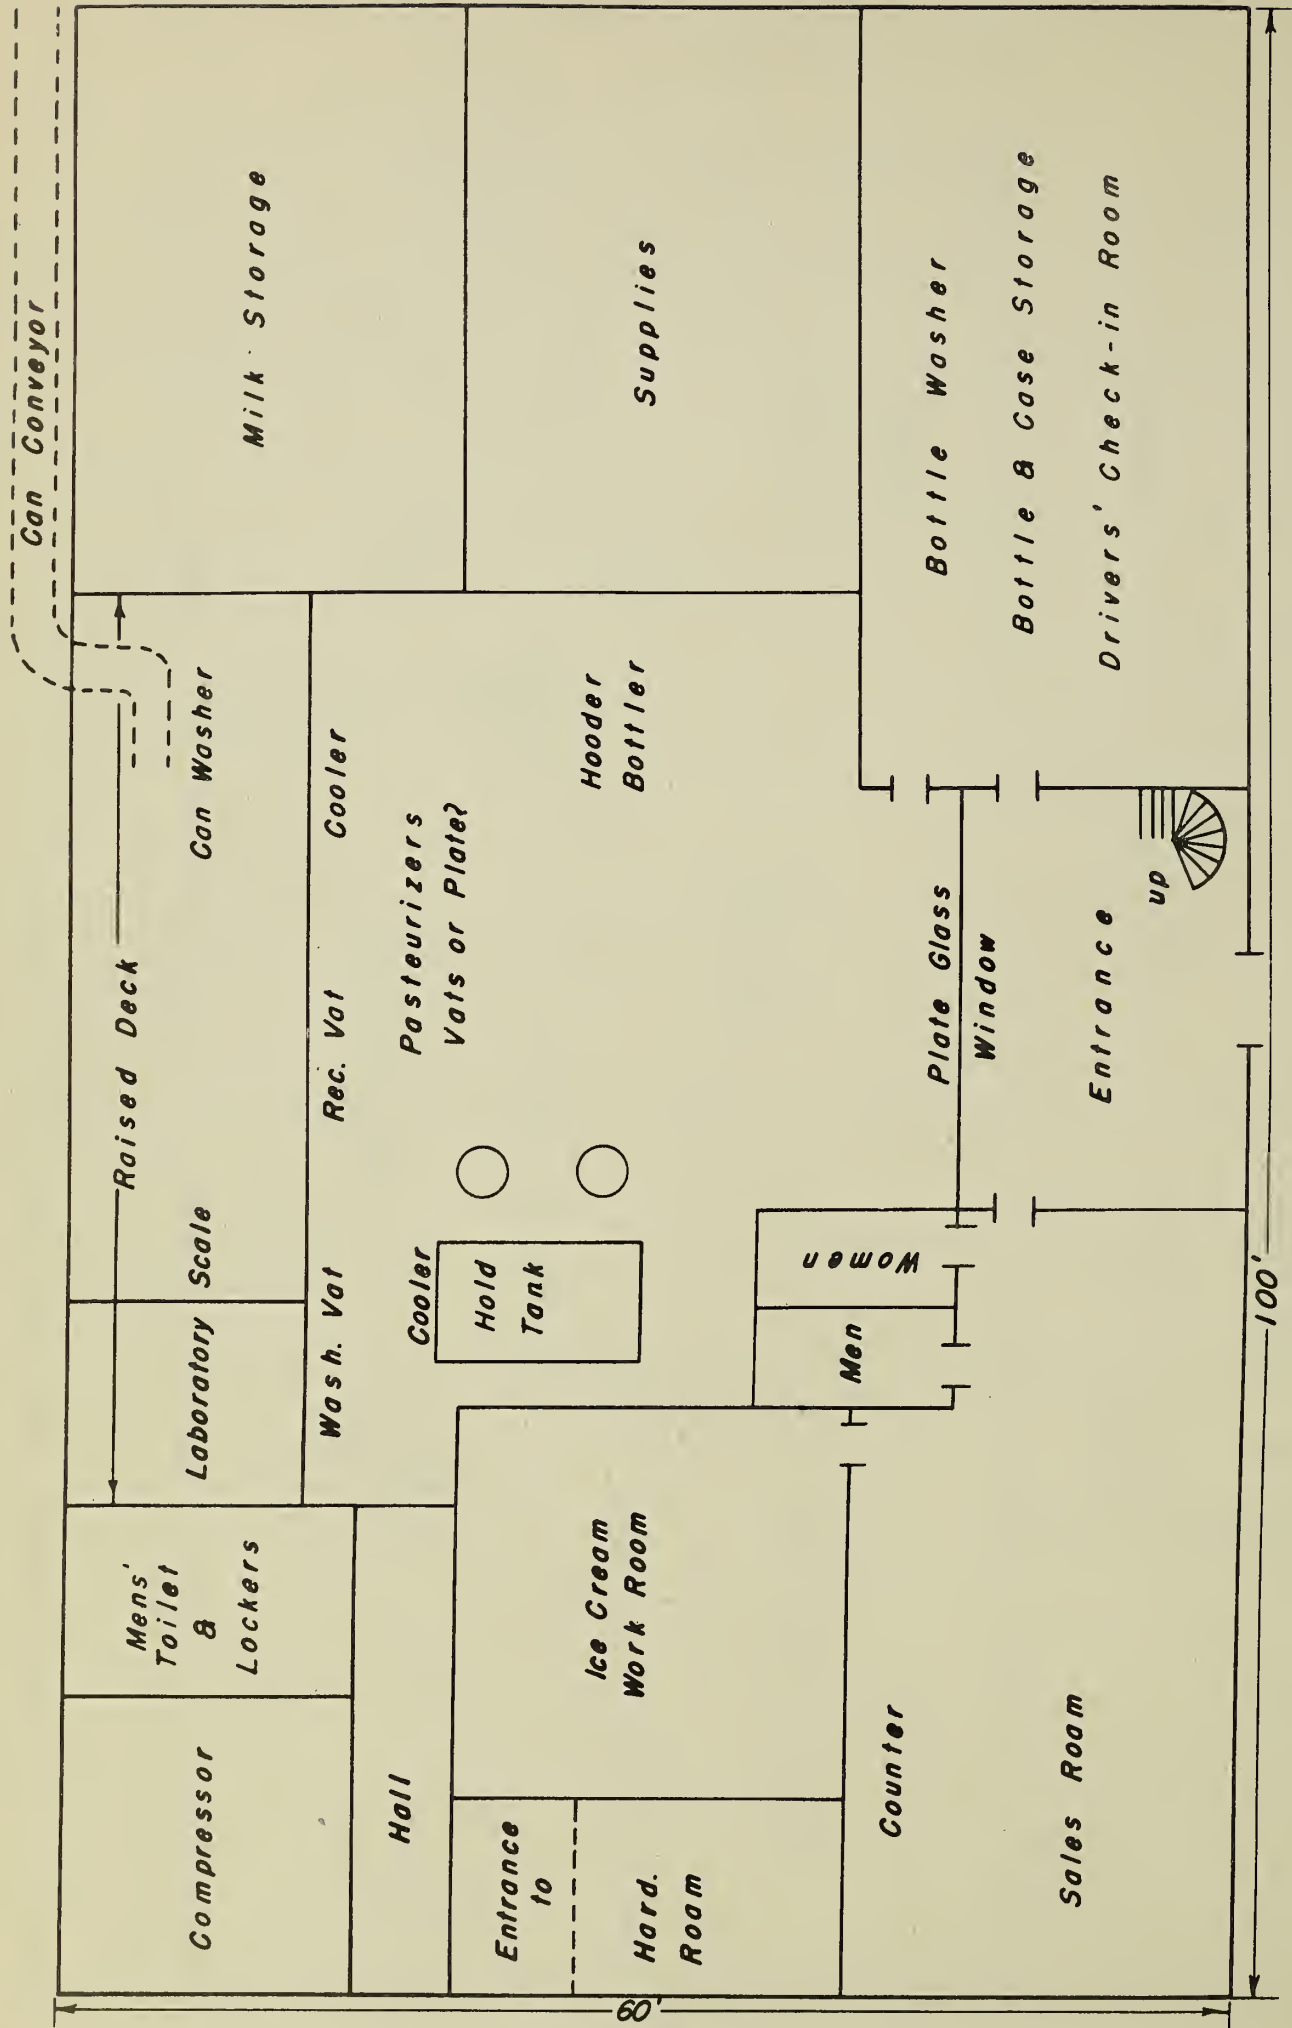 Can Conveyor
Raised Deck
Compressor
Mens'
Toilet
&
Lockers
Laboratory
Scale
Can Washer
Milk Storage
Hall
Wash. Vat
Rec. Vat
Cooler
Cooler
Hold
Tank
Pasteurizers
Vats or Plate?
Hooder
Bottler
Supplies
Entrance
to
Hard.
Room
Ice Cream
Work Room
Men
Women
Counter
Sales Room
Plate Glass
Window
Entrance
up
Bottle Washer
Bottle & Case Storage
Drivers' Check-in Room
60'
100'